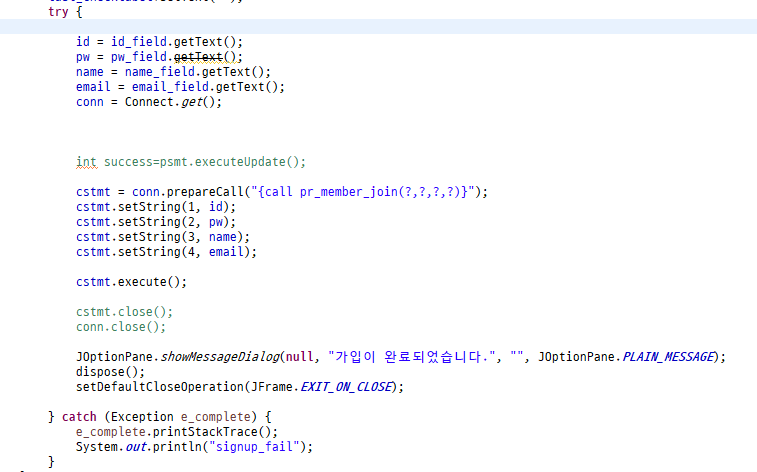 try {
id = id_field.getText();
pw = pw_field.getText();
name = name_field.getText();
email = email_field.getText();
conn = Connect.get();
int success=psmt.executeUpdate();
cstmt = conn.prepareCall("{call pr_member_join(?,?,?,?)}");
cstmt.setString(1, id);
cstmt.setString(2, pw);
cstmt.setString(3, name);
cstmt.setString(4, email);
cstmt.execute();
cstmt.close();
conn.close();
JOptionPane.showMessageDialog(null, "가입이 완료되었습니다.", "", JOptionPane.PLAIN_MESSAGE);
dispose();
setDefaultCloseOperation(JFrame.EXIT_ON_CLOSE);
} catch (Exception e_complete) {
e_complete.printStackTrace();
System.out.println("signup_fail");
}